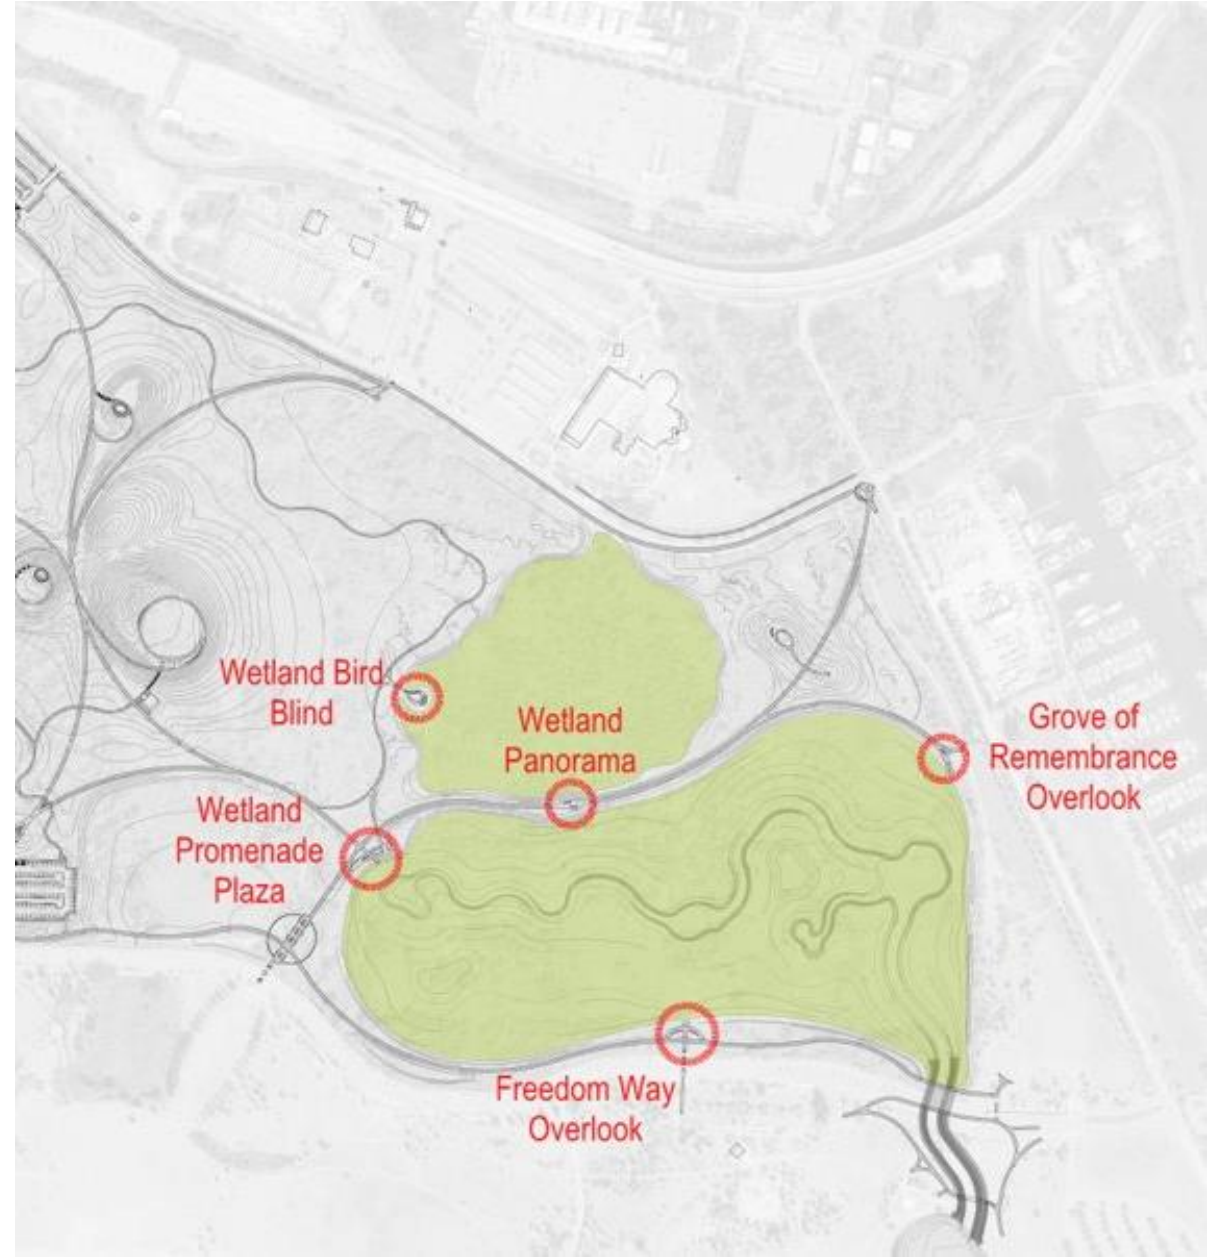 Wetland Bird
Blind
Wetland
Panorama
Grove of
Remembrance
Overlook
Wetland
Promenade
Plaza
Freedom Way
Overlook